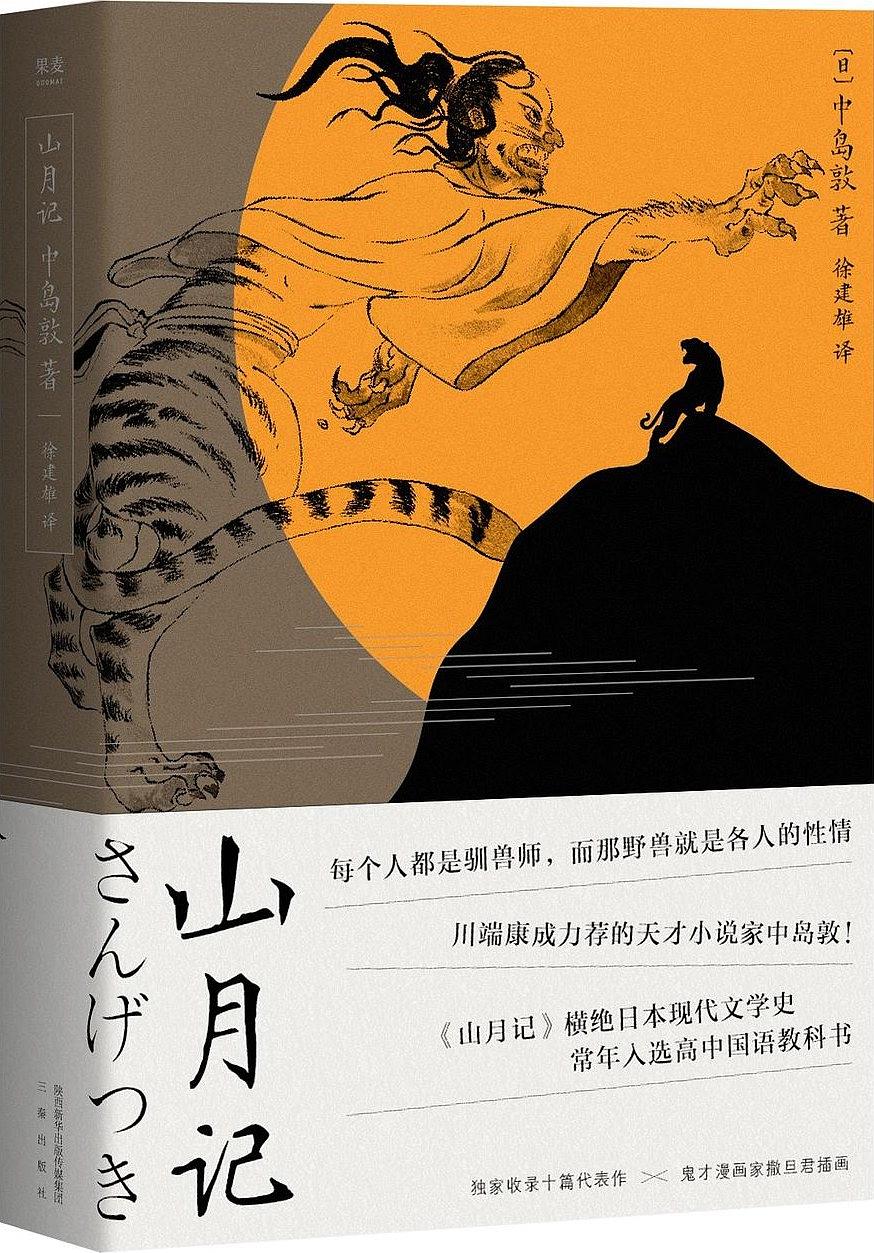 果麦
GUOMAI
山月记 中岛敦 著
徐建雄 译
[日]中岛敦 著
徐建雄 译
山月记
さんげつき
每个人都是驯兽师，而那野兽就是各人的性情
川端康成力荐的天才小说家中岛敦！
《山月记》横绝日本现代文学史
常年入选高中国语教科书
独家收录十篇代表作 × 鬼才漫画家撒旦君插画
陕西新华出版传媒集团
三秦出版社